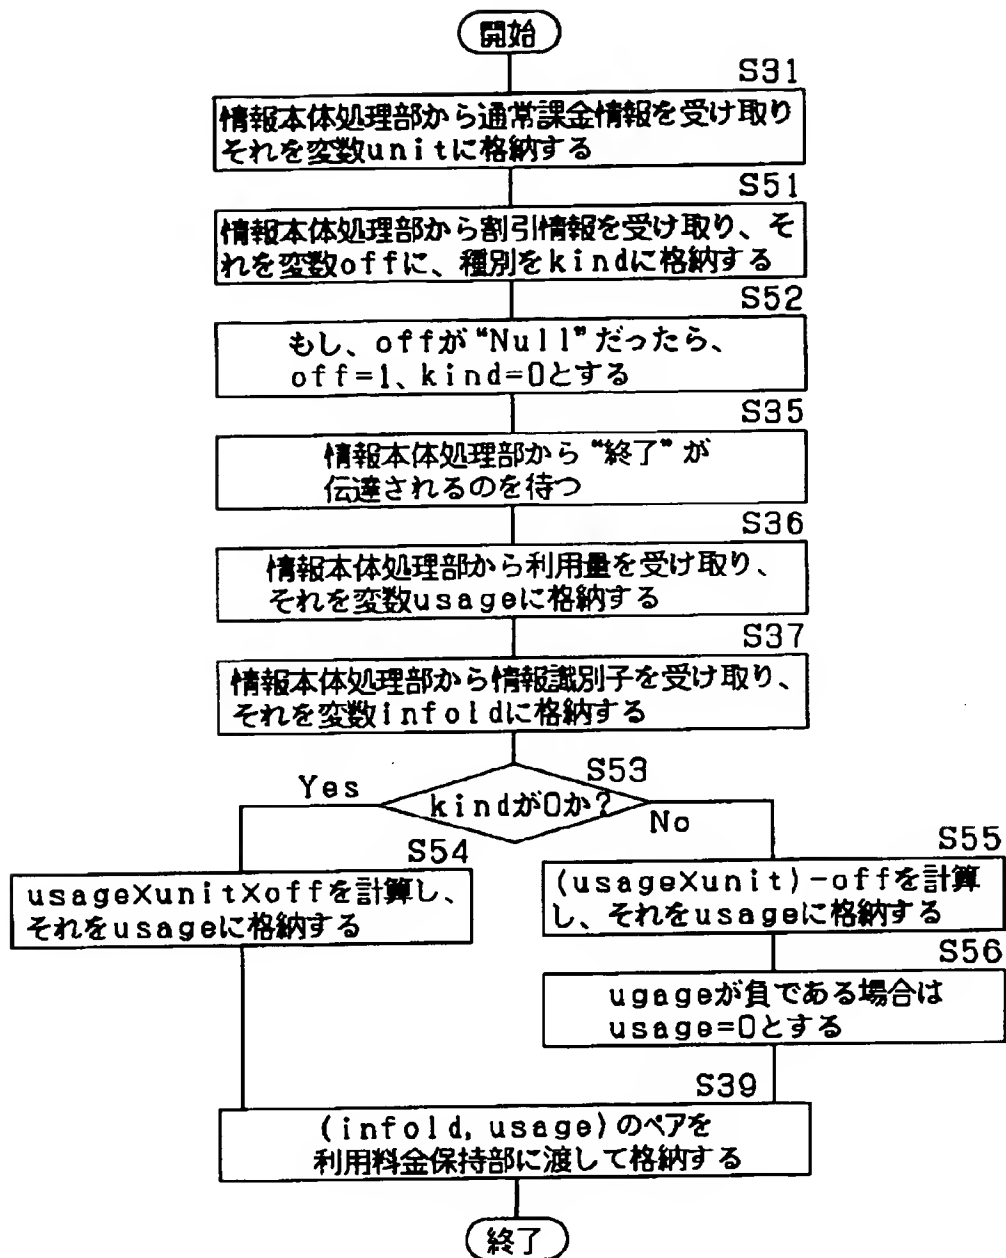 開始
S31
情報本体処理部から通常課金情報を受け取り
それを変数unitに格納する
S51
情報本体処理部から割引情報を受け取り、そ
れを変数offに、種別をkindに格納する
S52
もし、offが“Null”だったら、
off=1、kind=0とする
S35
情報本体処理部から“終了”が
伝達されるのを待つ
S36
情報本体処理部から利用量を受け取り、
それを変数usageに格納する
S37
情報本体処理部から情報識別子を受け取り、
それを変数infoIdに格納する
S53
kindが0か?
Yes
No
S54
usage×unit×offを計算し、
それをusageに格納する
S55
(usage×unit)-offを計算
し、それをusageに格納する
S56
ugageが負である場合は
usage=0とする
S39
(infoId,usage)のペアを
利用料金保持部に渡して格納する
終了